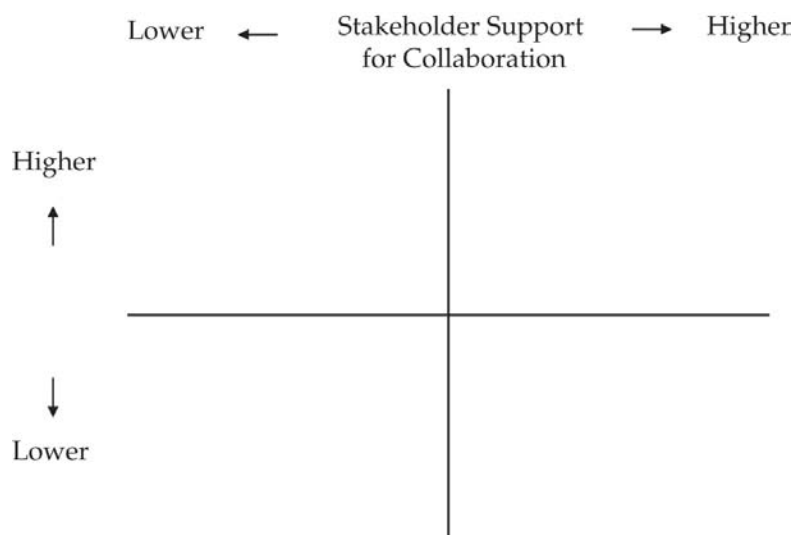 Lower ← Stakeholder Support → Higher
for Collaboration
Higher
Lower